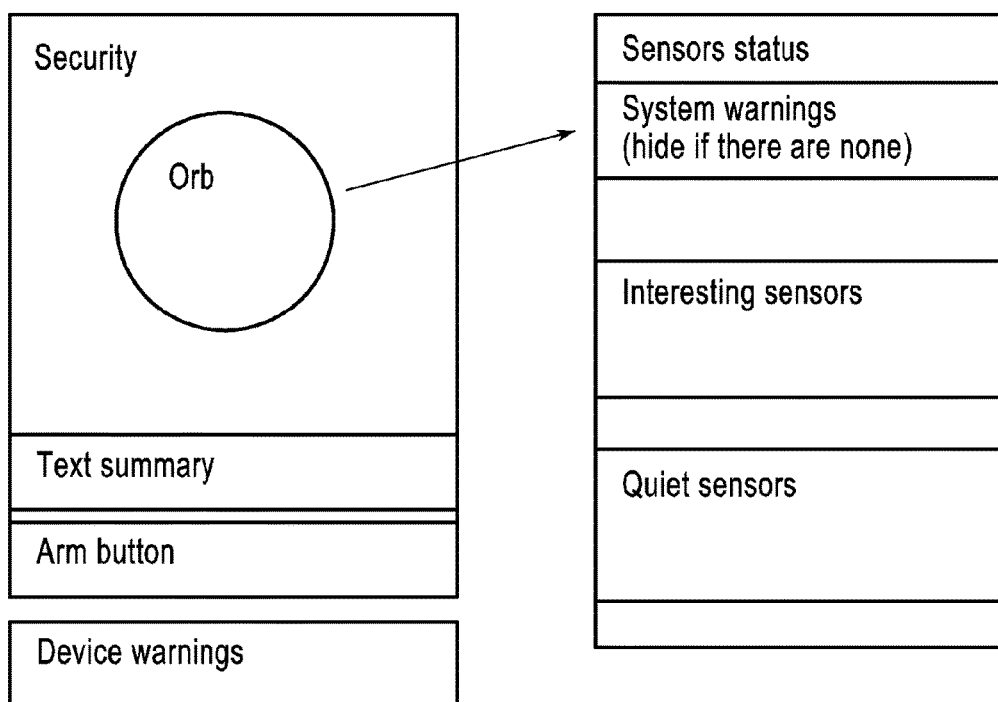 Security
Orb
Text summary
Arm button
Device warnings
Sensors status
System warnings
(hide if there are none)
Interesting sensors
Quiet sensors